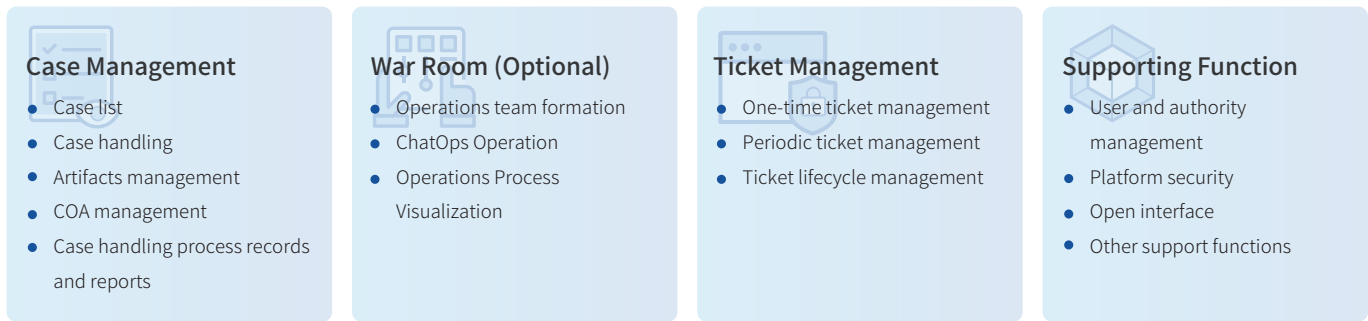 Case Management
Case list
Case handling
Artifacts management
COA management
Case handling process records
and reports
War Room (Optional)
Operations team formation
ChatOps Operation
Operations Process
Visualization
Ticket Management
One-time ticket management
Periodic ticket management
Ticket lifecycle management
Supporting Function
User and authority
management
Platform security
Open interface
Other support functions